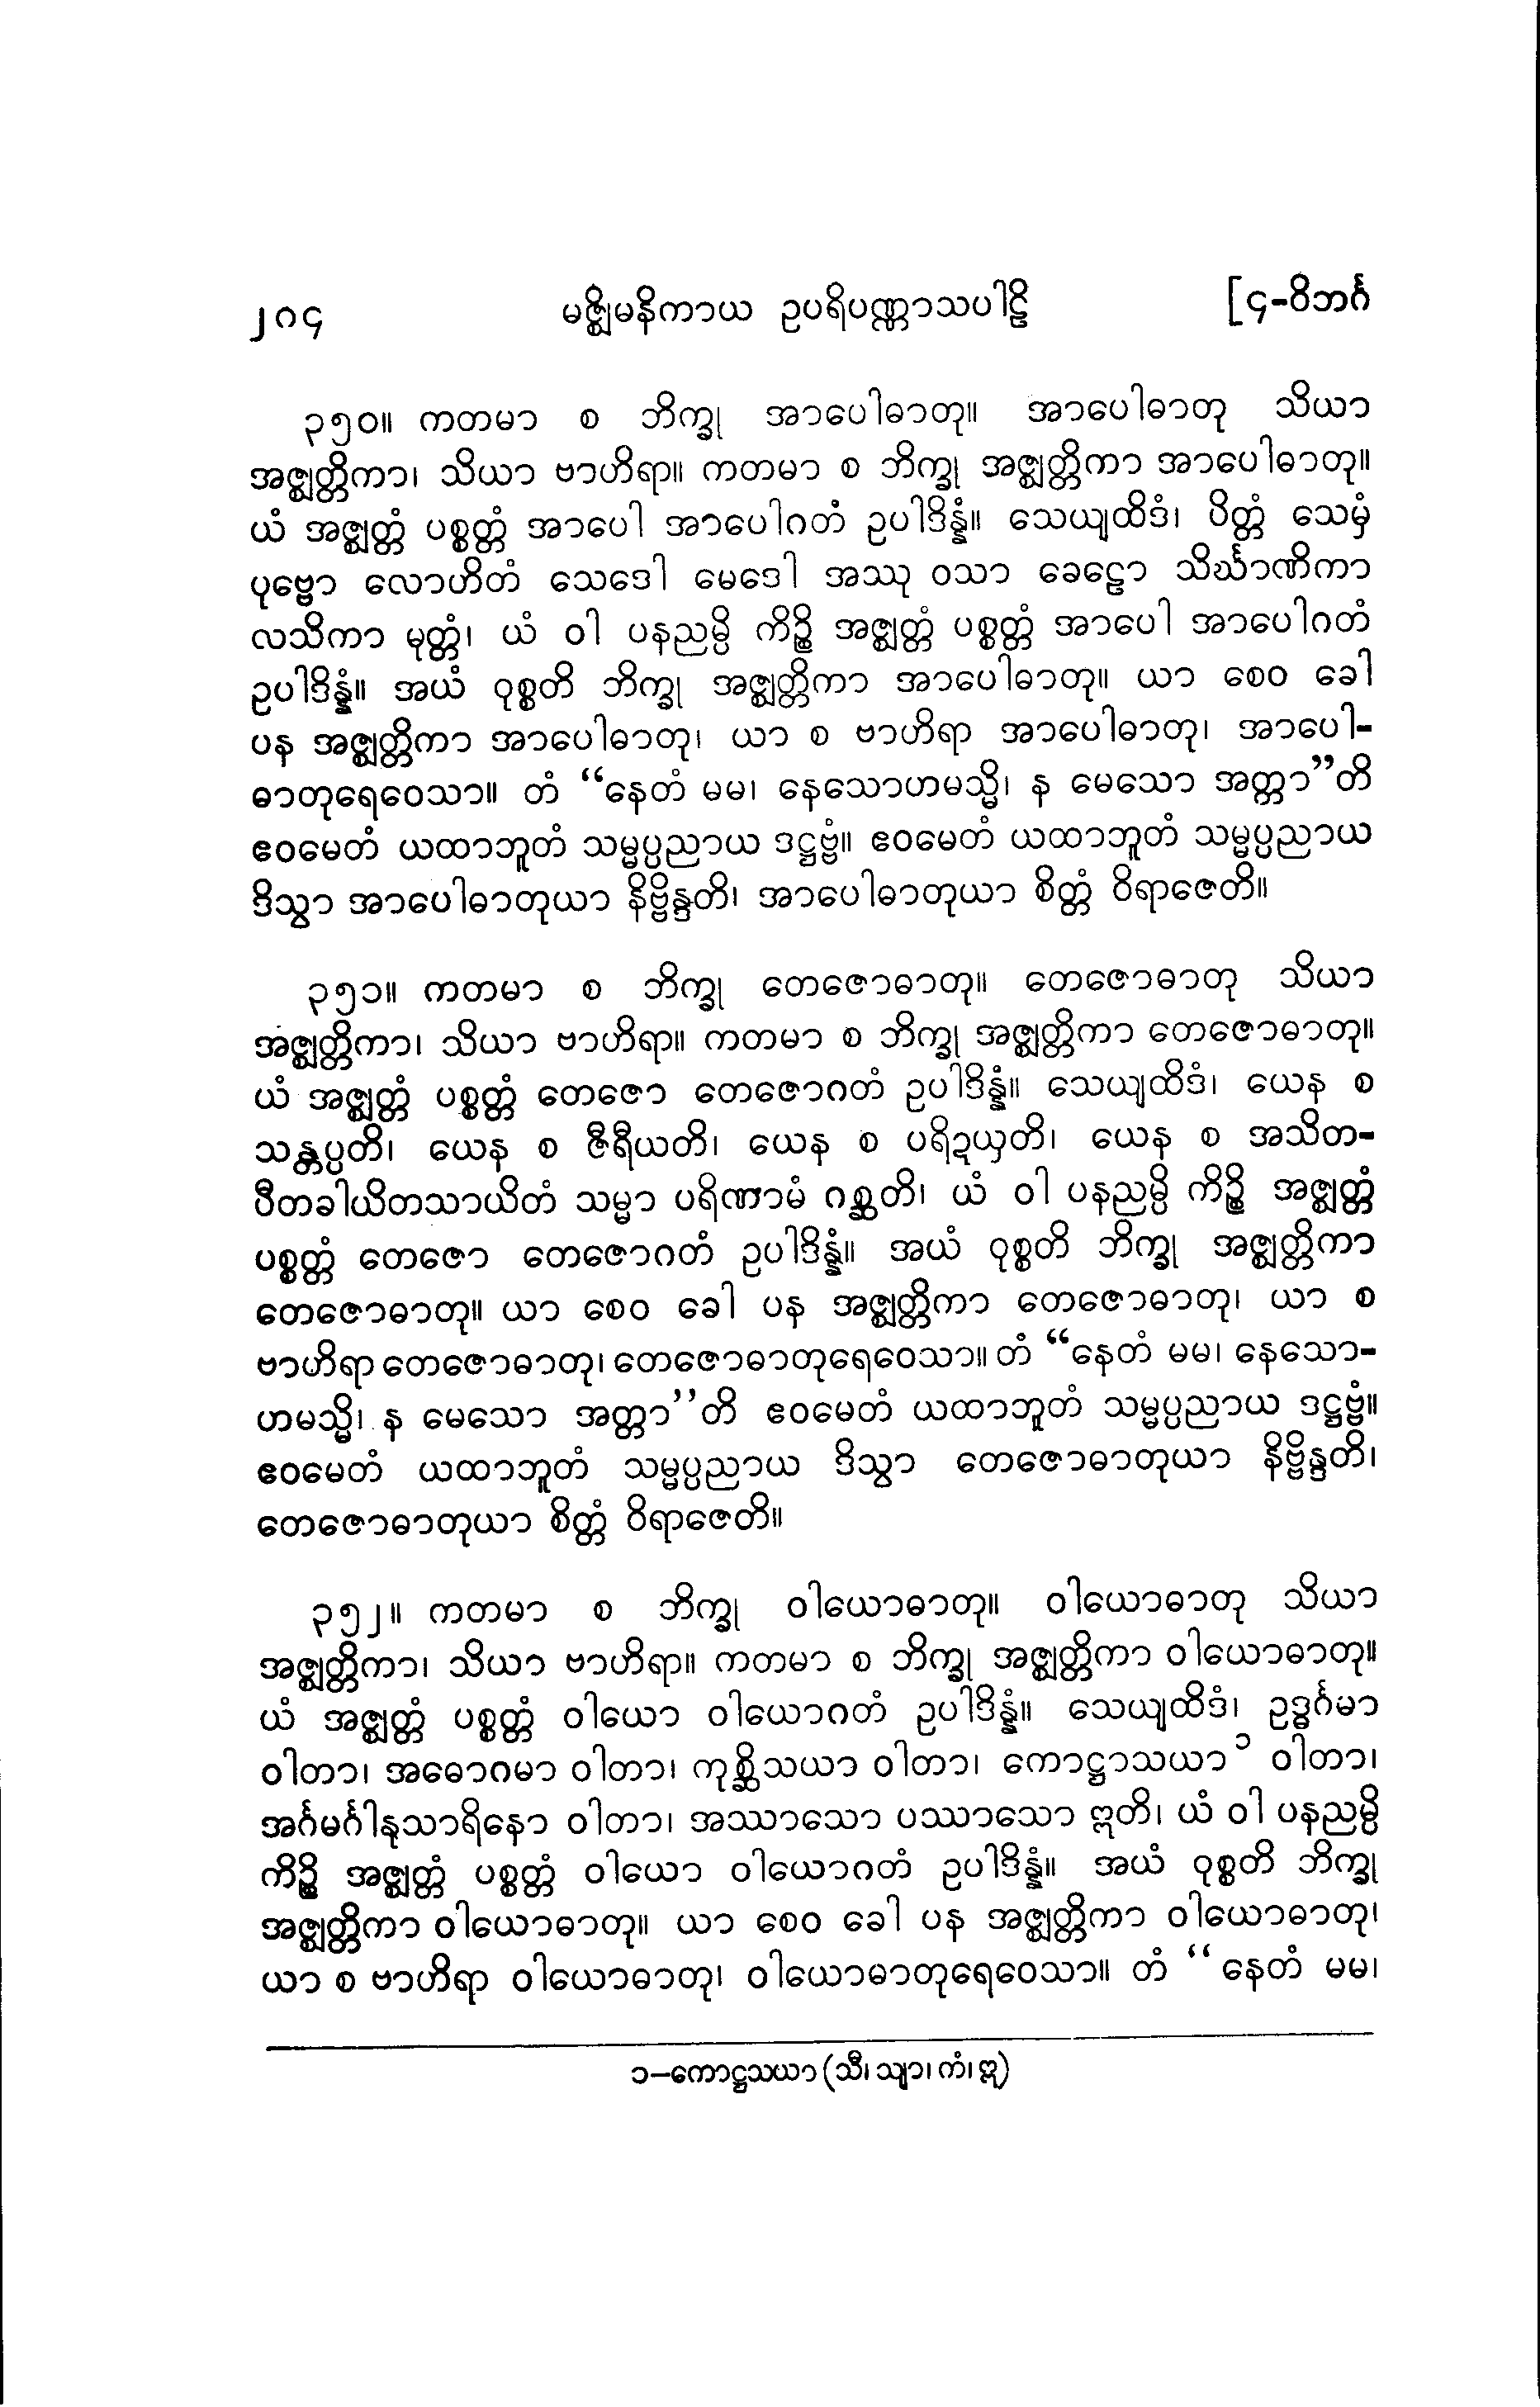 ၂၈၄ မဇ္ဈိမနိကာယ ဥပရိပဏ္ဏာသပါဠိ [၄-ဝိဘင်္ဂ
၃၅၀။ ကတမာ စ ဘိက္ခု အာပေါဓာတု။ အာပေါဓာတု သိယာ
အဇ္ဈတ္တိကာ၊ သိယာ ဗာဟိရာ။ ကတမာ စ ဘိက္ခု အဇ္ဈတ္တိကာ အာပေါဓာတု။
ယံ အဇ္ဈတ္တံ ပစ္စတ္တံ အာပေါ အာပေါဂတံ ဥပါဒိန္နံ။ သေယျထိဒံ၊ ပိတ္တံ သေမှံ
ပုဗ္ဗော လောဟိတံ သေဒေါ မေဒေါ အဿု ဝသာ ခေဠော သိင်္ဃာဏိကာ
လသိကာ မုတ္တံ၊ ယံ ဝါ ပနညမ္ပိ ကိဉ္စိ အဇ္ဈတ္တံ ပစ္စတ္တံ အာပေါ အာပေါဂတံ
ဥပါဒိန္နံ။ အယံ ဝုစ္စတိ ဘိက္ခု အဇ္ဈတ္တိကာ အာပေါဓာတု။ ယာ စေဝ ခေါ
ပန အဇ္ဈတ္တိကာ အာပေါဓာတု၊ ယာ စ ဗာဟိရာ အာပေါဓာတု၊ အာပေါ-
ဓာတုရေဝေသာ။ တံ “နေတံ မမ၊ နေသောဟမသ္မိ၊ န မေသော အတ္တာ”တိ
ဧဝမေတံ ယထာဘူတံ သမ္မပ္ပညာယ ဒဋ္ဌဗ္ဗံ။ ဧဝမေတံ ယထာဘူတံ သမ္မပ္ပညာယ
ဒိသွာ အာပေါဓာတုယာ နိဗ္ဗိန္ဒတိ၊ အာပေါဓာတုယာ စိတ္တံ ဝိရာဇေတိ။
၃၅၁။ ကတမာ စ ဘိက္ခု တေဇောဓာတု။ တေဇောဓာတု သိယာ
အဇ္ဈတ္တိကာ၊ သိယာ ဗာဟိရာ။ ကတမာ စ ဘိက္ခု အဇ္ဈတ္တိကာ တေဇောဓာတု။
ယံ အဇ္ဈတ္တံ ပစ္စတ္တံ တေဇော တေဇောဂတံ ဥပါဒိန္နံ။ သေယျထိဒံ၊ ယေန စ
သန္တပ္ပတိ၊ ယေန စ ဇီရီယတိ၊ ယေန စ ပရိဍယှတိ၊ ယေန စ အသိတ-
ပီတခါယိတသာယိတံ သမ္မာ ပရိဏာမံ ဂစ္ဆတိ၊ ယံ ဝါ ပနညမ္ပိ ကိဉ္စိ အဇ္ဈတ္တံ
ပစ္စတ္တံ တေဇော တေဇောဂတံ ဥပါဒိန္နံ။ အယံ ဝုစ္စတိ ဘိက္ခု အဇ္ဈတ္တိကာ
တေဇောဓာတု။ ယာ စေဝ ခေါ ပန အဇ္ဈတ္တိကာ တေဇောဓာတု၊ ယာ စ
ဗာဟိရာ တေဇောဓာတု၊ တေဇောဓာတုရေဝေသာ။ တံ “နေတံ မမ၊ နေသော-
ဟမသ္မိ၊ န မေသော အတ္တာ”တိ ဧဝမေတံ ယထာဘူတံ သမ္မပ္ပညာယ ဒဋ္ဌဗ္ဗံ။
ဧဝမေတံ ယထာဘူတံ သမ္မပ္ပညာယ ဒိသွာ တေဇောဓာတုယာ နိဗ္ဗိန္ဒတိ၊
တေဇောဓာတုယာ စိတ္တံ ဝိရာဇေတိ။
၃၅၂။ ကတမာ စ ဘိက္ခု ဝါယောဓာတု။ ဝါယောဓာတု သိယာ
အဇ္ဈတ္တိကာ၊ သိယာ ဗာဟိရာ။ ကတမာ စ ဘိက္ခု အဇ္ဈတ္တိကာ ဝါယောဓာတု။
ယံ အဇ္ဈတ္တံ ပစ္စတ္တံ ဝါယော ဝါယောဂတံ ဥပါဒိန္နံ။ သေယျထိဒံ၊ ဥဒ္ဓင်္ဂမာ
ဝါတာ၊ အဓောဂမာ ဝါတာ၊ ကုစ္ဆိသယာ ဝါတာ၊ ကောဋ္ဌာသယာ ၁ ဝါတာ၊
အင်္ဂမင်္ဂါနုသာရိနော ဝါတာ၊ အဿာသော ပဿာသော ဣတိ၊ ယံ ဝါ ပနညမ္ပိ
ကိဉ္စိ အဇ္ဈတ္တံ ပစ္စတ္တံ ဝါယော ဝါယောဂတံ ဥပါဒိန္နံ။ အယံ ဝုစ္စတိ ဘိက္ခု
အဇ္ဈတ္တိကာ ဝါယောဓာတု။ ယာ စေဝ ခေါ ပန အဇ္ဈတ္တိကာ ဝါယောဓာတု၊
ယာ စ ဗာဟိရာ ဝါယောဓာတု၊ ဝါယောဓာတုရေဝေသာ။ တံ “နေတံ မမ၊
၁—ကောဋ္ဌသယာ (သီ၊ သျာ၊ ကံ၊ ဣ)